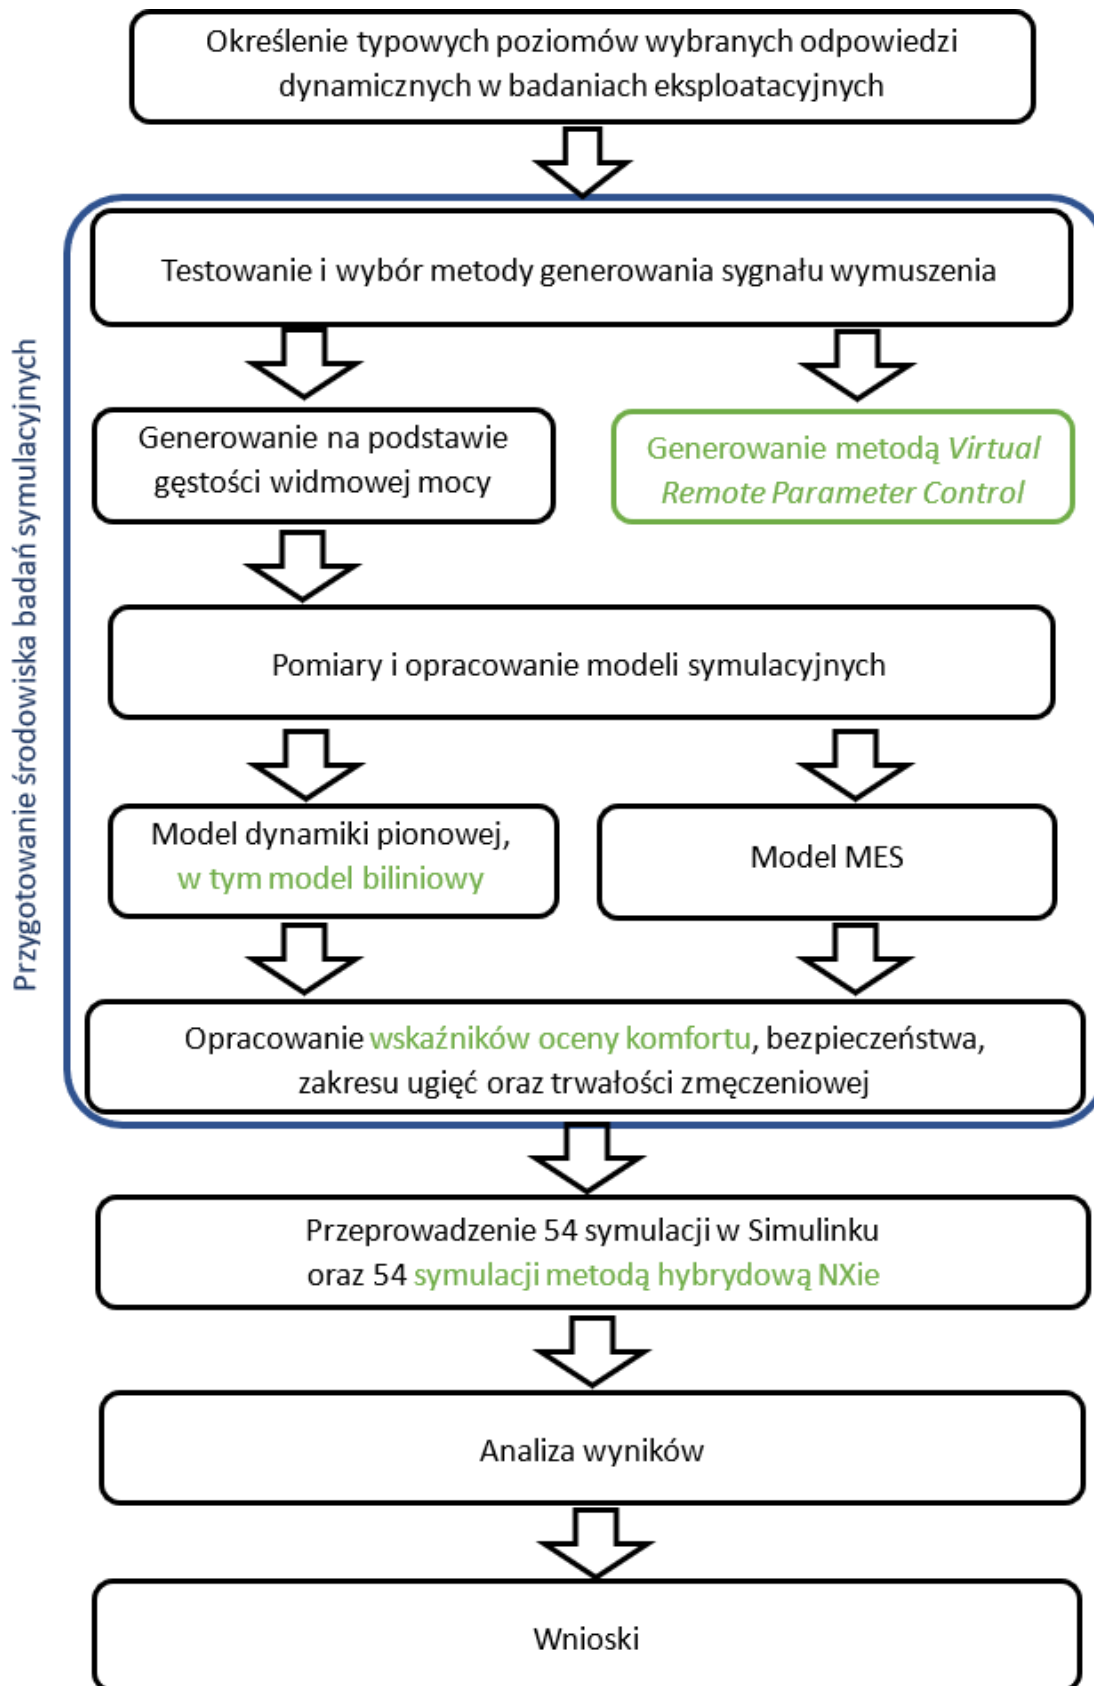 Określenie typowych poziomów wybranych odpowiedzi
dynamicznych w badaniach eksploatacyjnych
Przygotowanie środowiska badań symulacyjnych
Testowanie i wybór metody generowania sygnału wymuszenia
Generowanie na podstawie
gęstości widmowej mocy
Generowanie metodą Virtual
Remote Parameter Control
Pomiary i opracowanie modeli symulacyjnych
Model dynamiki pionowej,
w tym model biliniowy
Model MES
Opracowanie wskaźników oceny komfortu, bezpieczeństwa,
zakresu ugięć oraz trwałości zmęczeniowej
Przeprowadzenie 54 symulacji w Simulinku
oraz 54 symulacji metodą hybrydową NXie
Analiza wyników
Wnioski